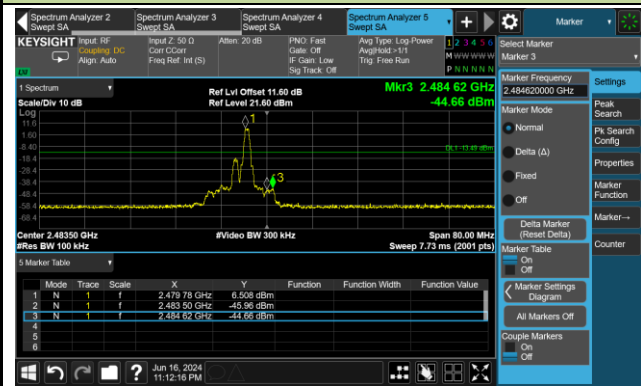 Spectrum Analyzer 2
Swept SA
Spectrum Analyzer 3
Swept SA
Spectrum Analyzer 4
Swept SA
Spectrum Analyzer 5
Swept SA
Marker
KEYSIGHT
Input: RF
Coupling: DC
Align: Auto
Input Z: 50 Ω
Corr CCorr
Freq Ref: Int (S)
Atten: 20 dB
PNO: Fast
Gate: Off
IF Gain: Low
Sig Track: Off
Avg Type: Log-Power
Avg|Hold:>1/1
Trig: Free Run
1 2 3 4 5 6
M W W W W W
P N N N N N
LVI
Select Marker
Marker 3
1 Spectrum
Scale/Div 10 dB
Ref Lvl Offset 11.60 dB
Ref Level 21.60 dBm
Mkr3 2.484 62 GHz
-44.66 dBm
Log
11.6
1.60
-8.40
-18.4
-28.4
-38.4
-48.4
-58.4
-68.4
1
3
DL1 -13.49 dBm
Center 2.48350 GHz
#Res BW 100 kHz
#Video BW 300 kHz
Span 80.00 MHz
Sweep 7.73 ms (2001 pts)
5 Marker Table
Mode Trace Scale X Y Function Function Width Function Value
1 N 1 f 2.479 78 GHz 6.508 dBm
2 N 1 f 2.483 50 GHz -45.96 dBm
3 N 1 f 2.484 62 GHz -44.66 dBm
4
5
6
Marker Frequency
2.484620000 GHz
Marker Mode
Normal
Delta (Δ)
Fixed
Off
Delta Marker
(Reset Delta)
Marker Table
On
Off
Marker Settings
Diagram
All Markers Off
Couple Markers
On
Off
Settings
Peak
Search
Pk Search
Config
Properties
Marker
Function
Marker→
Counter
Jun 16, 2024
11:12:16 PM